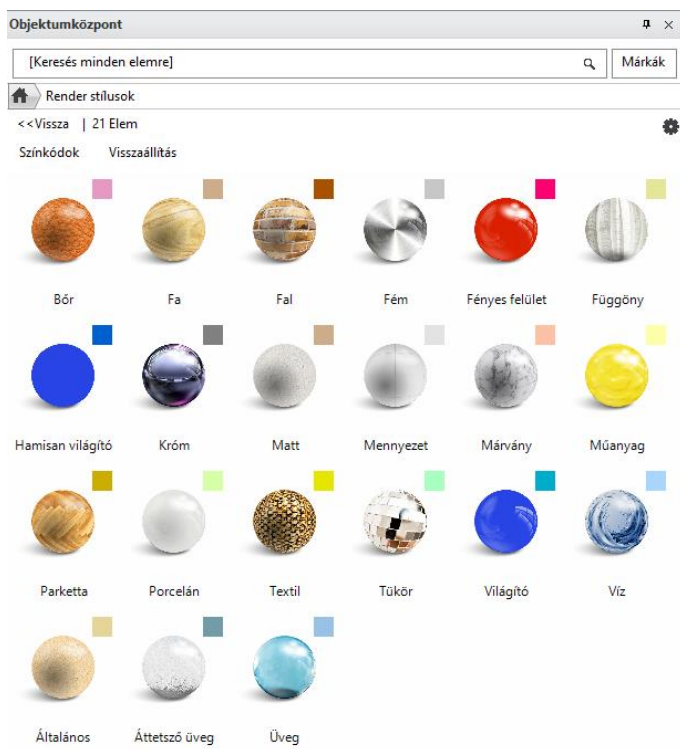 Objektumközpont
[Keresés minden elemre] Márkák
Render stílusok
<<Vissza | 21 Elem
Színkódok Visszaállítás
Bőr Fa Fal Fém Fényes felület Függöny
Hamisan világító Króm Matt Mennyezet Márvány Műanyag
Parketta Porcelán Textil Tükör Világító Víz
Általános Áttetsző üveg Üveg